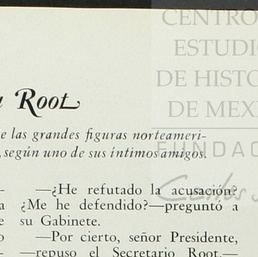 CENTRO
ESTUDIO
DE HISTO
DE MEX
FUNDAC
Root
e las grandes figuras norteameri-
, según uno de sus íntimos amigos.
—¿He refutado la acusación?
¿Me he defendido?—preguntó a
su Gabinete.
—Por cierto, señor Presidente,
—repuso el Secretario Root.—